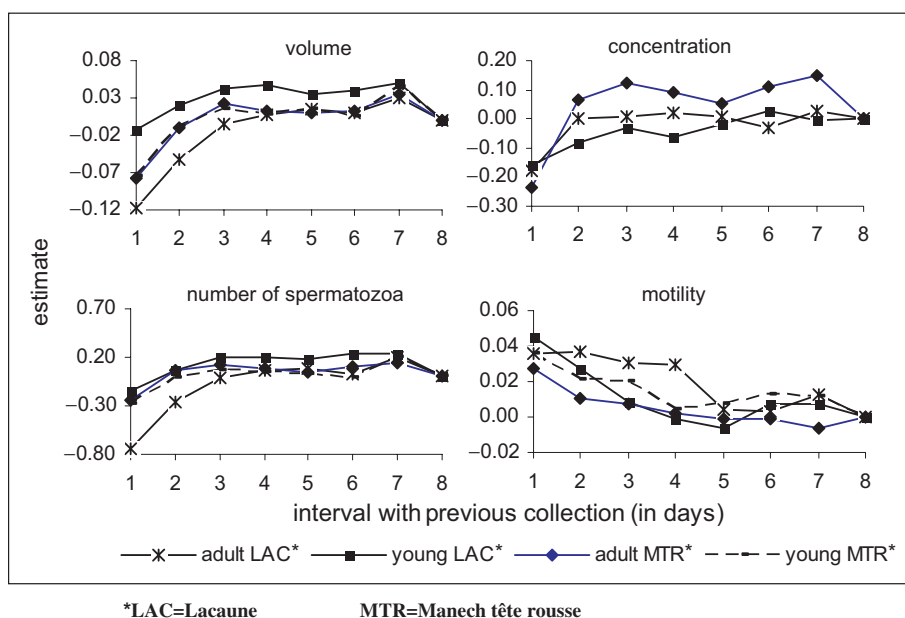 volume
concentration
0.08
0.03
−0.02
−0.07
−0.12
1 2 3 4 5 6 7 8
0.20
0.10
0.00
−0.10
−0.20
−0.30
1 2 3 4 5 6 7 8
estimate
number of spermatozoa
motility
0.70
0.20
−0.30
−0.80
1 2 3 4 5 6 7 8
0.06
0.04
0.02
0.00
−0.02
1 2 3 4 5 6 7 8
interval with previous collection (in days)
adult LAC* young LAC* adult MTR* young MTR*
*LAC=Lacaune MTR=Manech tête rousse